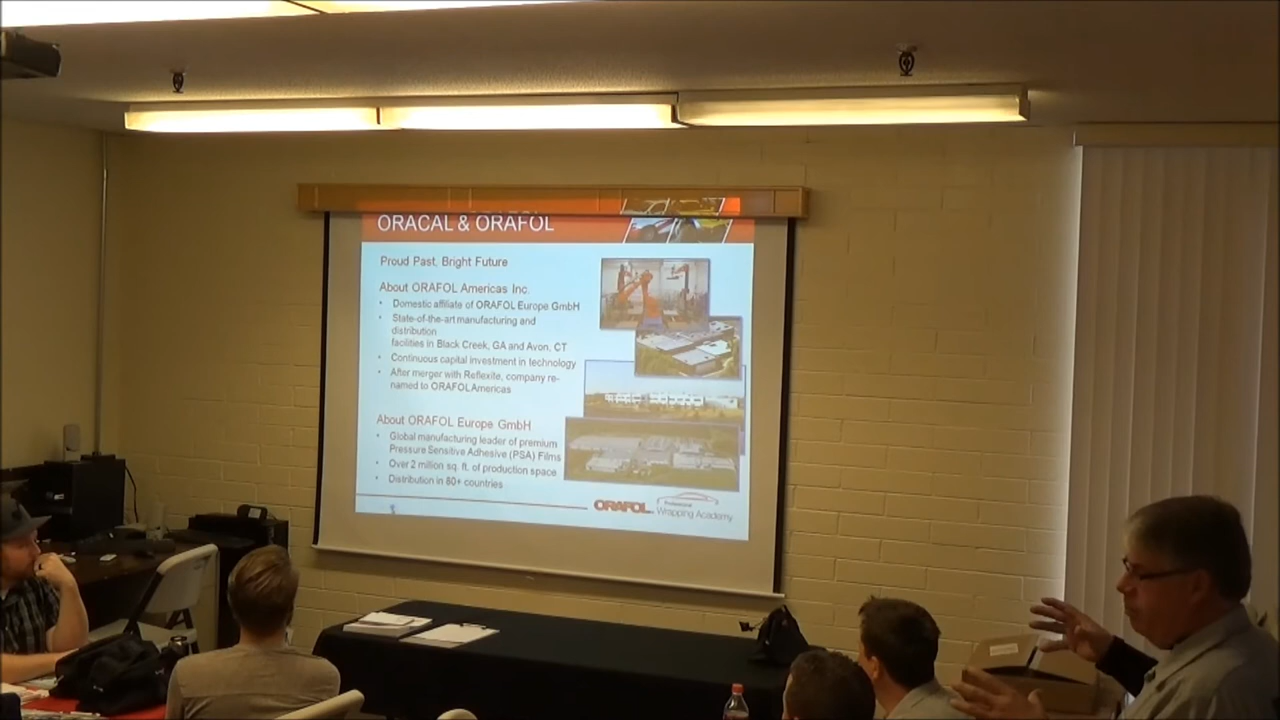 ORACAL & ORAFOL
Proud Past, Bright Future
About ORAFOL Americas Inc.
• Domestic affiliate of ORAFOL Europe GmbH
• State-of-the-art manufacturing and
distribution
facilities in Black Creek, GA and Avon, CT
• Continuous capital investment in technology
• After merger with Reflexite, company re-
named to ORAFOL Americas
About ORAFOL Europe GmbH
• Global manufacturing leader of premium
Pressure Sensitive Adhesive (PSA) Films
• Over 2 million sq. ft. of production space
• Distribution in 80+ countries
ORAFOL
Professional
Wrapping Academy